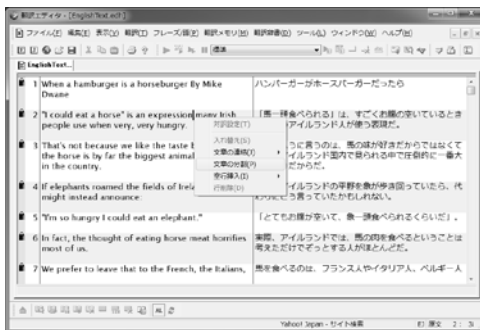 翻訳エディタ - [EnglishText.mch]
ファイル(F) 編集(E) 表示(V) 翻訳(T) フレーズ/語(P) 翻訳メモリ(M) 翻訳辞書(D) ツール(L) ウィンドウ(W) ヘルプ(H)
標準
EnglishText...
1 When a hamburger is a horseburger By Mike Dwane
ハンバーガーがホースバーガーだったら
2 "I could eat a horse" is an expression many Irish people use when very, very hungry.
「馬一頭食べられる」は、すごくお腹の空いているとき
アイルランド人が使う表現だ。
対訳設定(T)
入れ替え(S)
文章の連結(J)
文章の分割(P)
空行挿入(I)
行削除(D)
3 That's not because we like the taste
the horse is by far the biggest animal
in the country.
うに言うのは、馬の味が好きだからではなくて
アイルランド国内で見られる中で圧倒的に一番大
だからだ。
4 If elephants roamed the fields of
might instead announce:
イルランドの平野を象が歩き回っていたら、代
わりにこう言っていたかもしれない。
5 "I'm so hungry I could eat an elephant."
「とてもお腹が空いて、象一頭食べられるくらいだ」。
6 In fact, the thought of eating horse meat horrifies
most of us.
実際、アイルランドでは、馬の肉を食べるということは
考えただけでぞっとする人がほとんどだ。
7 We prefer to leave that to the French, the Italians,
馬を食べるのは、フランス人やイタリア人、ベルギー人
Yahoo! Japan - サイト検索
原文 2: 3